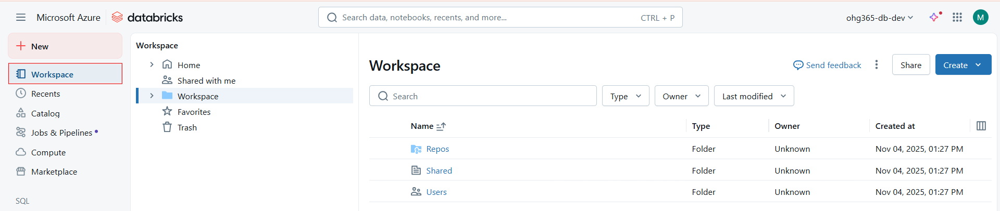 Microsoft Azure databricks Search data, notebooks, recents, and more... CTRL + P ohg365-db-dev M
New
Workspace
Recents
Catalog
Jobs & Pipelines
Compute
Marketplace
SQL
Workspace
Home
Shared with me
Workspace
Favorites
Trash
Workspace Send feedback Share Create
Search Type Owner Last modified
Name Type Owner Created at
Repos Folder Unknown Nov 04, 2025, 01:27 PM
Shared Folder Unknown Nov 04, 2025, 01:27 PM
Users Folder Unknown Nov 04, 2025, 01:27 PM